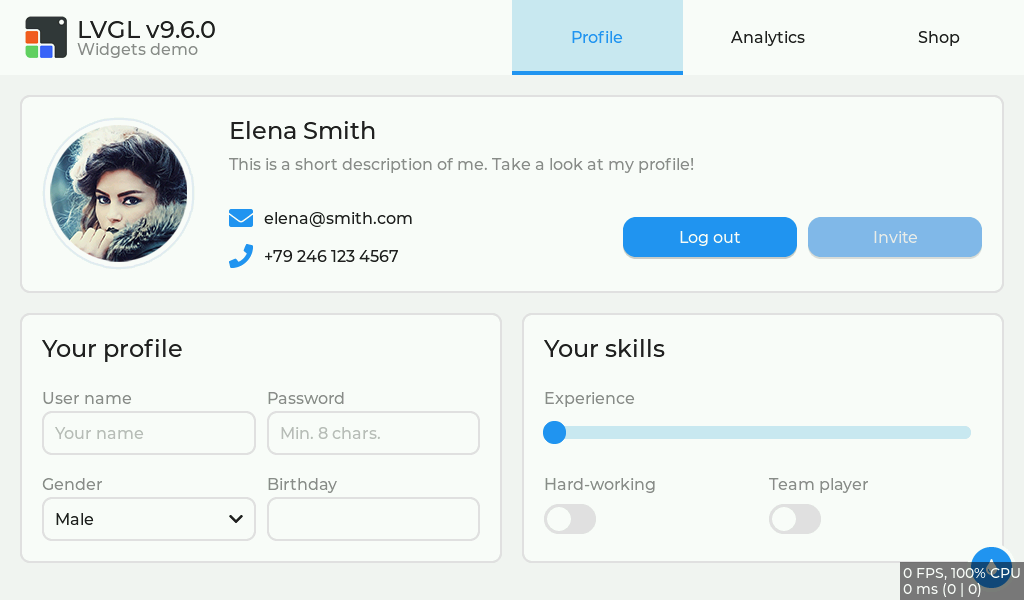 LVGL v9.6.0
Widgets demo
Profile
Analytics
Shop
Elena Smith
This is a short description of me. Take a look at my profile!
elena@smith.com
+79 246 123 4567
Log out
Invite
Your profile
User name
Password
Your name
Min. 8 chars.
Gender
Birthday
Male
Your skills
Experience
Hard-working
Team player
0 FPS, 100% CPU
0 ms (0 | 0)